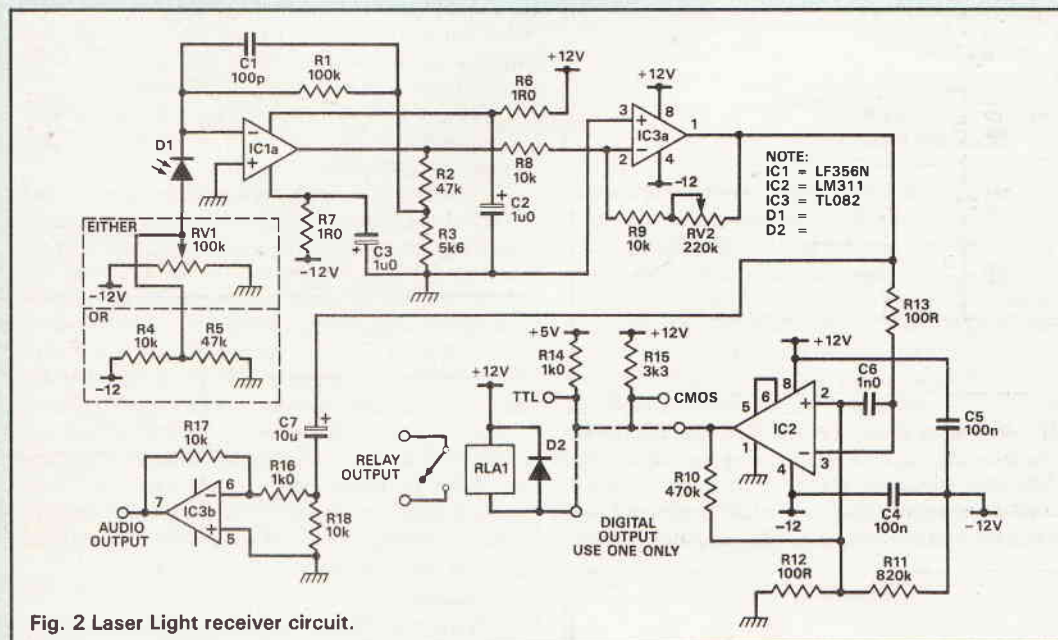 C1
100p
R1
100k
D1
IC1a
R6
1R0
+12V
R8
10k
R2
47k
R3
5k6
C2
1u0
R7
1R0
-12V
C3
1u0
+12V
3
8
IC3a
1
2
4
-12
R9
10k
RV2
220k
NOTE:
IC1 = LF356N
IC2 = LM311
IC3 = TL082
D1 =
D2 =
EITHER
RV1
100k
-12V
OR
R4
10k
R5
47k
-12
R13
100R
+12V
C6
1n0
5
6
8
2
IC2
1
4
3
C5
100n
-12
C4
100n
-12V
+5V
R14
1k0
+12V
R15
3k3
TTL
CMOS
+12V
RLA1
D2
RELAY
OUTPUT
DIGITAL
OUTPUT
USE ONE ONLY
R10
470k
R12
100R
R11
820k
C7
10u
R17
10k
R16
1k0
6
7
IC3b
5
AUDIO
OUTPUT
R18
10k
Fig. 2 Laser Light receiver circuit.